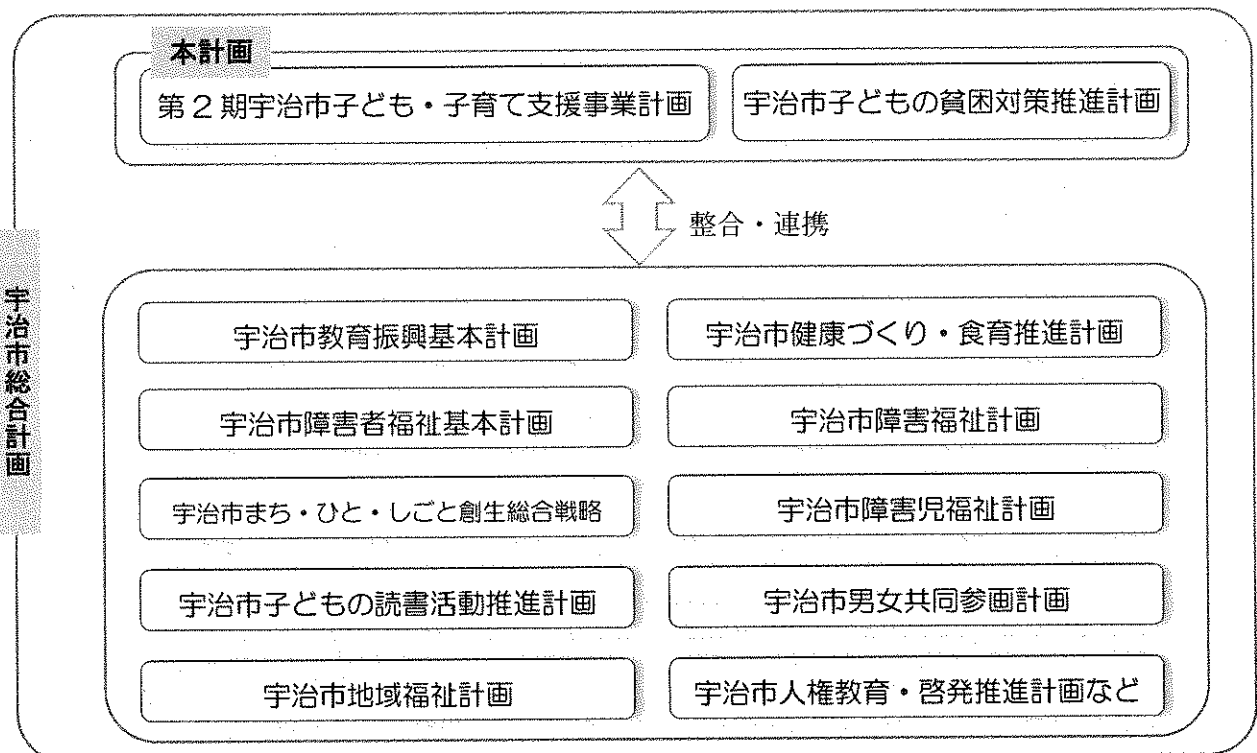 本計画
第2期宇治市子ども・子育て支援事業計画
宇治市子どもの貧困対策推進計画
整合・連携
宇治市総合計画
宇治市教育振興基本計画
宇治市健康づくり・食育推進計画
宇治市障害者福祉基本計画
宇治市障害福祉計画
宇治市まち・ひと・しごと創生総合戦略
宇治市障害児福祉計画
宇治市子どもの読書活動推進計画
宇治市男女共同参画計画
宇治市地域福祉計画
宇治市人権教育・啓発推進計画など